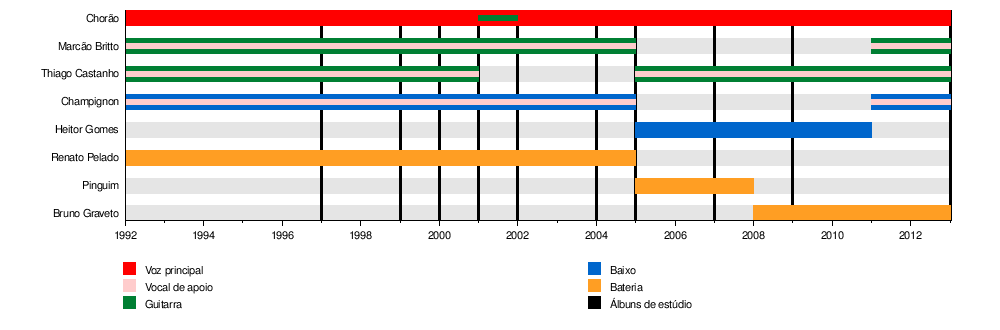 Chorão
Marcão Britto
Thiago Castanho
Champignon
Heitor Gomes
Renato Pelado
Pinguim
Bruno Graveto
1992 1994 1996 1998 2000 2002 2004 2006 2008 2010 2012
Voz principal
Vocal de apoio
Guitarra
Baixo
Bateria
Álbuns de estúdio